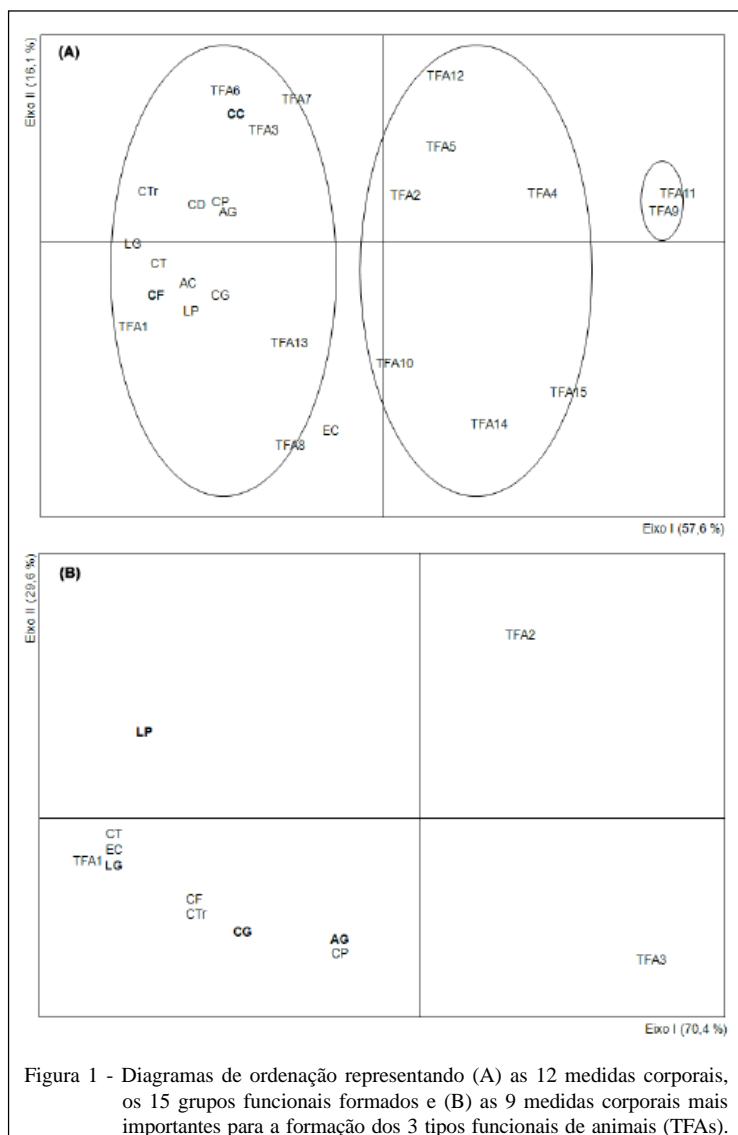 (A)
Eixo II (16,1 %)
TFA12
TFA6
TFA7
CC
TFA3
TFA5
CTr
TFA2
TFA4
TFA11
CD
CP
AG
TFA9
LG
CT
AC
CF
CG
LP
TFA1
TFA13
TFA10
TFA15
EC
TFA14
TFA8
Eixo I (57,6 %)
(B)
Eixo II (29,6 %)
TFA2
LP
CT
EC
TFA1
LG
CF
CTr
CG
AG
CP
TFA3
Eixo I (70,4 %)
Figura 1 - Diagramas de ordenação representando (A) as 12 medidas corporais,
os 15 grupos funcionais formados e (B) as 9 medidas corporais mais
importantes para a formação dos 3 tipos funcionais de animais (TFAs).